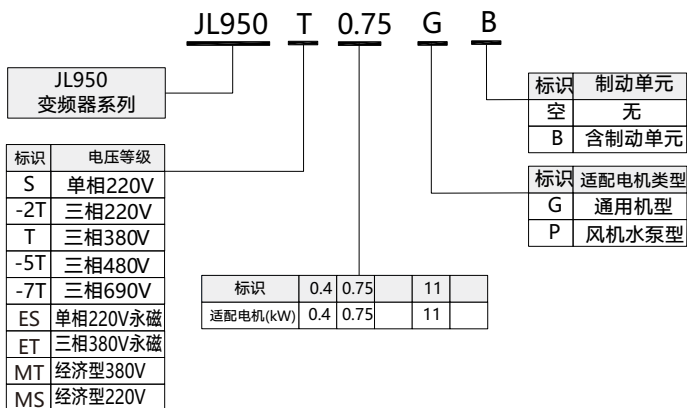 JL950 T 0.75 G B
JL950
变频器系列
标识 制动单元
空 无
B 含制动单元
标识 电压等级
S 单相220V
-2T 三相220V
T 三相380V
-5T 三相480V
-7T 三相690V
ES 单相220V永磁
ET 三相380V永磁
MT 经济型380V
MS 经济型220V
标识 适配电机类型
G 通用机型
P 风机水泵型
标识 0.4 0.75 11
适配电机(kW) 0.4 0.75 11